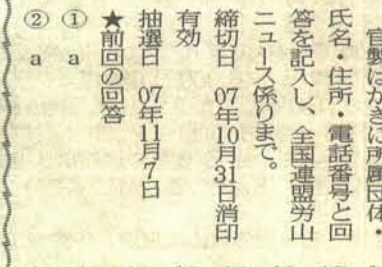 官製はがきに所属団体・
氏名・住所・電話番号と回
答を記入し、全国連盟労山
ニュース係りまで。
締切日　07年10月31日消印
有効
抽選日　07年11月7日
★前回の回答
① a
② a